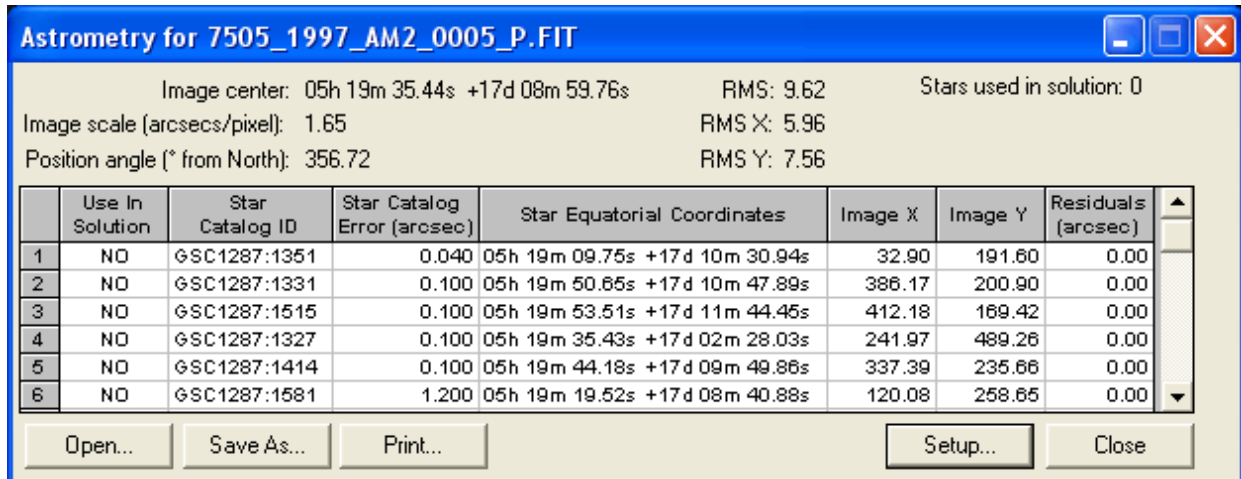 Astrometry for 7505_1997_AM2_0005_P.FIT
Image center: 05h 19m 35.44s +17d 08m 59.76s RMS: 9.62 Stars used in solution: 0
Image scale (arcsecs/pixel): 1.65 RMS X: 5.96
Position angle (° from North): 356.72 RMS Y: 7.56
Use In Solution Star Catalog ID Star Catalog Error (arcsec) Star Equatorial Coordinates Image X Image Y Residuals (arcsec)
1 NO GSC1287:1351 0.040 05h 19m 09.75s +17d 10m 30.94s 32.90 191.60 0.00
2 NO GSC1287:1331 0.100 05h 19m 50.65s +17d 10m 47.89s 386.17 200.90 0.00
3 NO GSC1287:1515 0.100 05h 19m 53.51s +17d 11m 44.45s 412.18 169.42 0.00
4 NO GSC1287:1327 0.100 05h 19m 35.43s +17d 02m 28.03s 241.97 489.26 0.00
5 NO GSC1287:1414 0.100 05h 19m 44.18s +17d 09m 49.86s 337.39 235.66 0.00
6 NO GSC1287:1581 1.200 05h 19m 19.52s +17d 08m 40.88s 120.08 258.65 0.00
Open... Save As... Print... Setup... Close